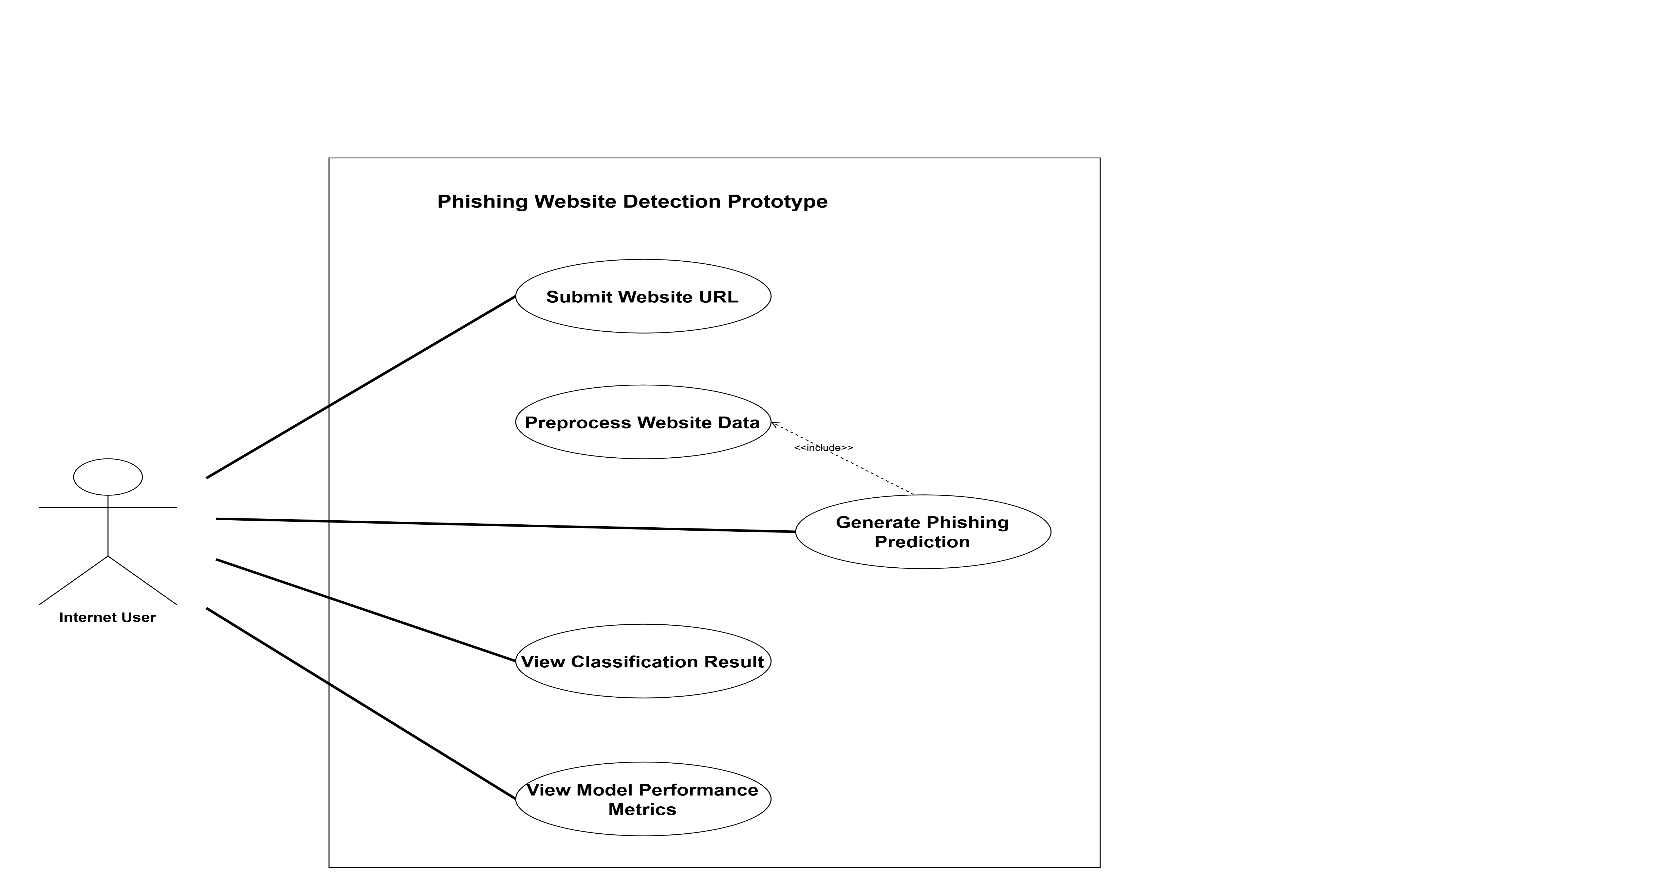 Phishing Website Detection Prototype
Submit Website URL
Preprocess Website Data
<<include>>
Generate Phishing
Prediction
Internet User
View Classification Result
View Model Performance
Metrics